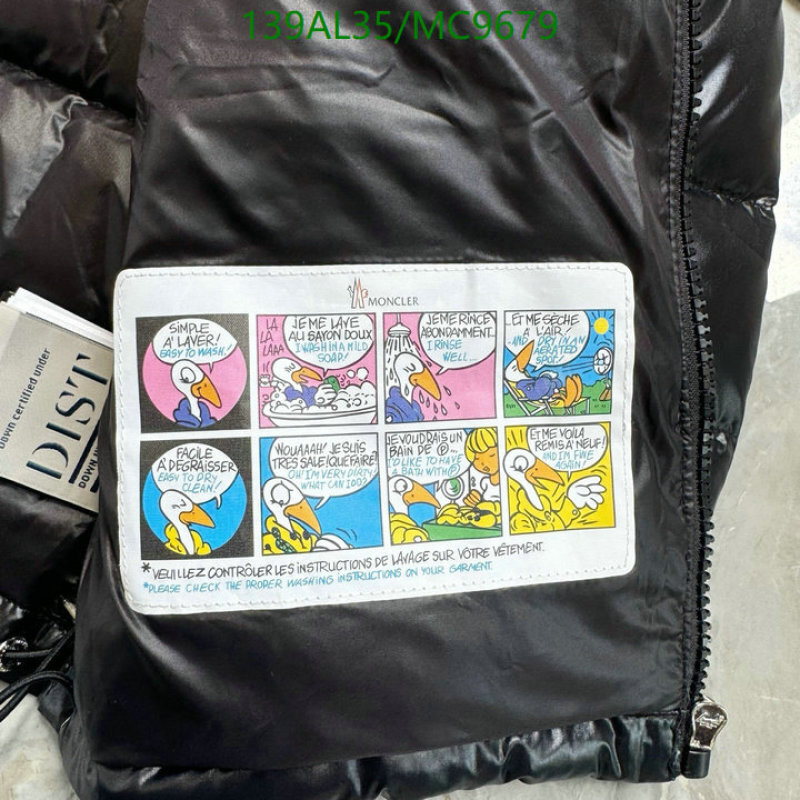 139AL35/MC9679
MONCLER
SIMPLE
A' LAVER!
EASY TO WASH!
LA
LA
LAAA
JE ME LAVE
AU SAVON DOUX
I WASH IN A MILD
SOAP!
JE ME RINCE
ABONDAMMENT..
I RINSE
WELL...
..ET ME SÈCHE
A' L'AIR!
AND DRY IN AN
AERATED
SPOT!
FACILE
A' DEGRAISSER
EASY TO DRY
CLEAN!
WOUAAAH! JE SUIS
TRES SALE! QUE FAIRE?
OH! I'M VERY DIRTY!
WHAT CAN I DO?
JE VOUDRAIS UN
BAIN DE Ⓟ...
I'D LIKE TO HAVE
A BATH WITH Ⓟ
ET ME VOILA
REMIS A' NEUF!
AND I'M FINE
AGAIN!
* VEUILLEZ CONTRÔLER LES INSTRUCTIONS DE LAVAGE SUR VÔTRE VÊTEMENT.
*PLEASE CHECK THE PROPER WASHING INSTRUCTIONS ON YOUR GARMENT.
Down certified under
DIST
DOWN